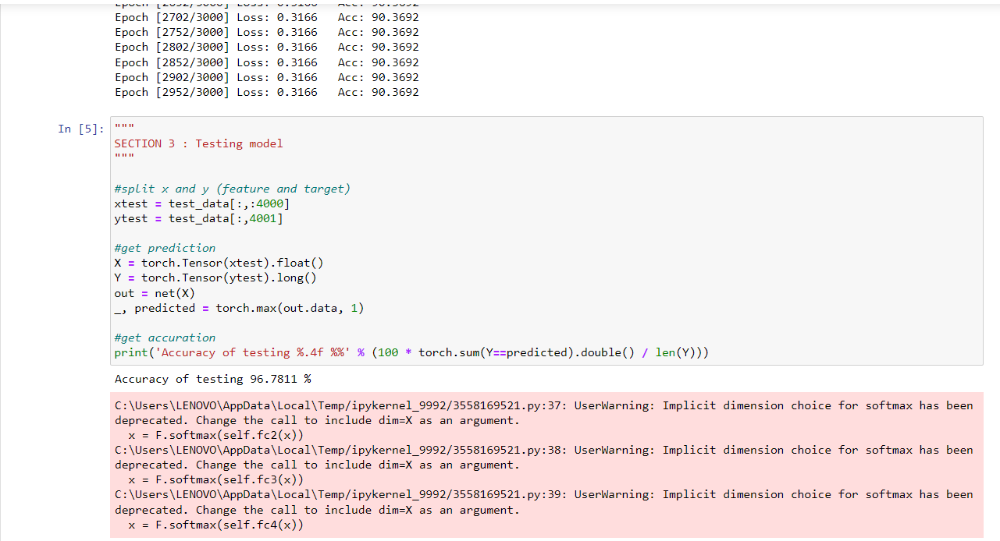 Epoch [2702/3000] Loss: 0.3166   Acc: 90.3692
Epoch [2752/3000] Loss: 0.3166   Acc: 90.3692
Epoch [2802/3000] Loss: 0.3166   Acc: 90.3692
Epoch [2852/3000] Loss: 0.3166   Acc: 90.3692
Epoch [2902/3000] Loss: 0.3166   Acc: 90.3692
Epoch [2952/3000] Loss: 0.3166   Acc: 90.3692
In [5]: """
SECTION 3 : Testing model
"""
#split x and y (feature and target)
xtest = test_data[:,:4000]
ytest = test_data[:,4001]
#get prediction
X = torch.Tensor(xtest).float()
Y = torch.Tensor(ytest).long()
out = net(X)
_, predicted = torch.max(out.data, 1)
#get accuration
print('Accuracy of testing %.4f %%' % (100 * torch.sum(Y==predicted).double() / len(Y)))
Accuracy of testing 96.7811 %
C:\Users\LENOVO\AppData\Local\Temp/ipykernel_9992/3558169521.py:37: UserWarning: Implicit dimension choice for softmax has been
deprecated. Change the call to include dim=X as an argument.
  x = F.softmax(self.fc2(x))
C:\Users\LENOVO\AppData\Local\Temp/ipykernel_9992/3558169521.py:38: UserWarning: Implicit dimension choice for softmax has been
deprecated. Change the call to include dim=X as an argument.
  x = F.softmax(self.fc3(x))
C:\Users\LENOVO\AppData\Local\Temp/ipykernel_9992/3558169521.py:39: UserWarning: Implicit dimension choice for softmax has been
deprecated. Change the call to include dim=X as an argument.
  x = F.softmax(self.fc4(x))